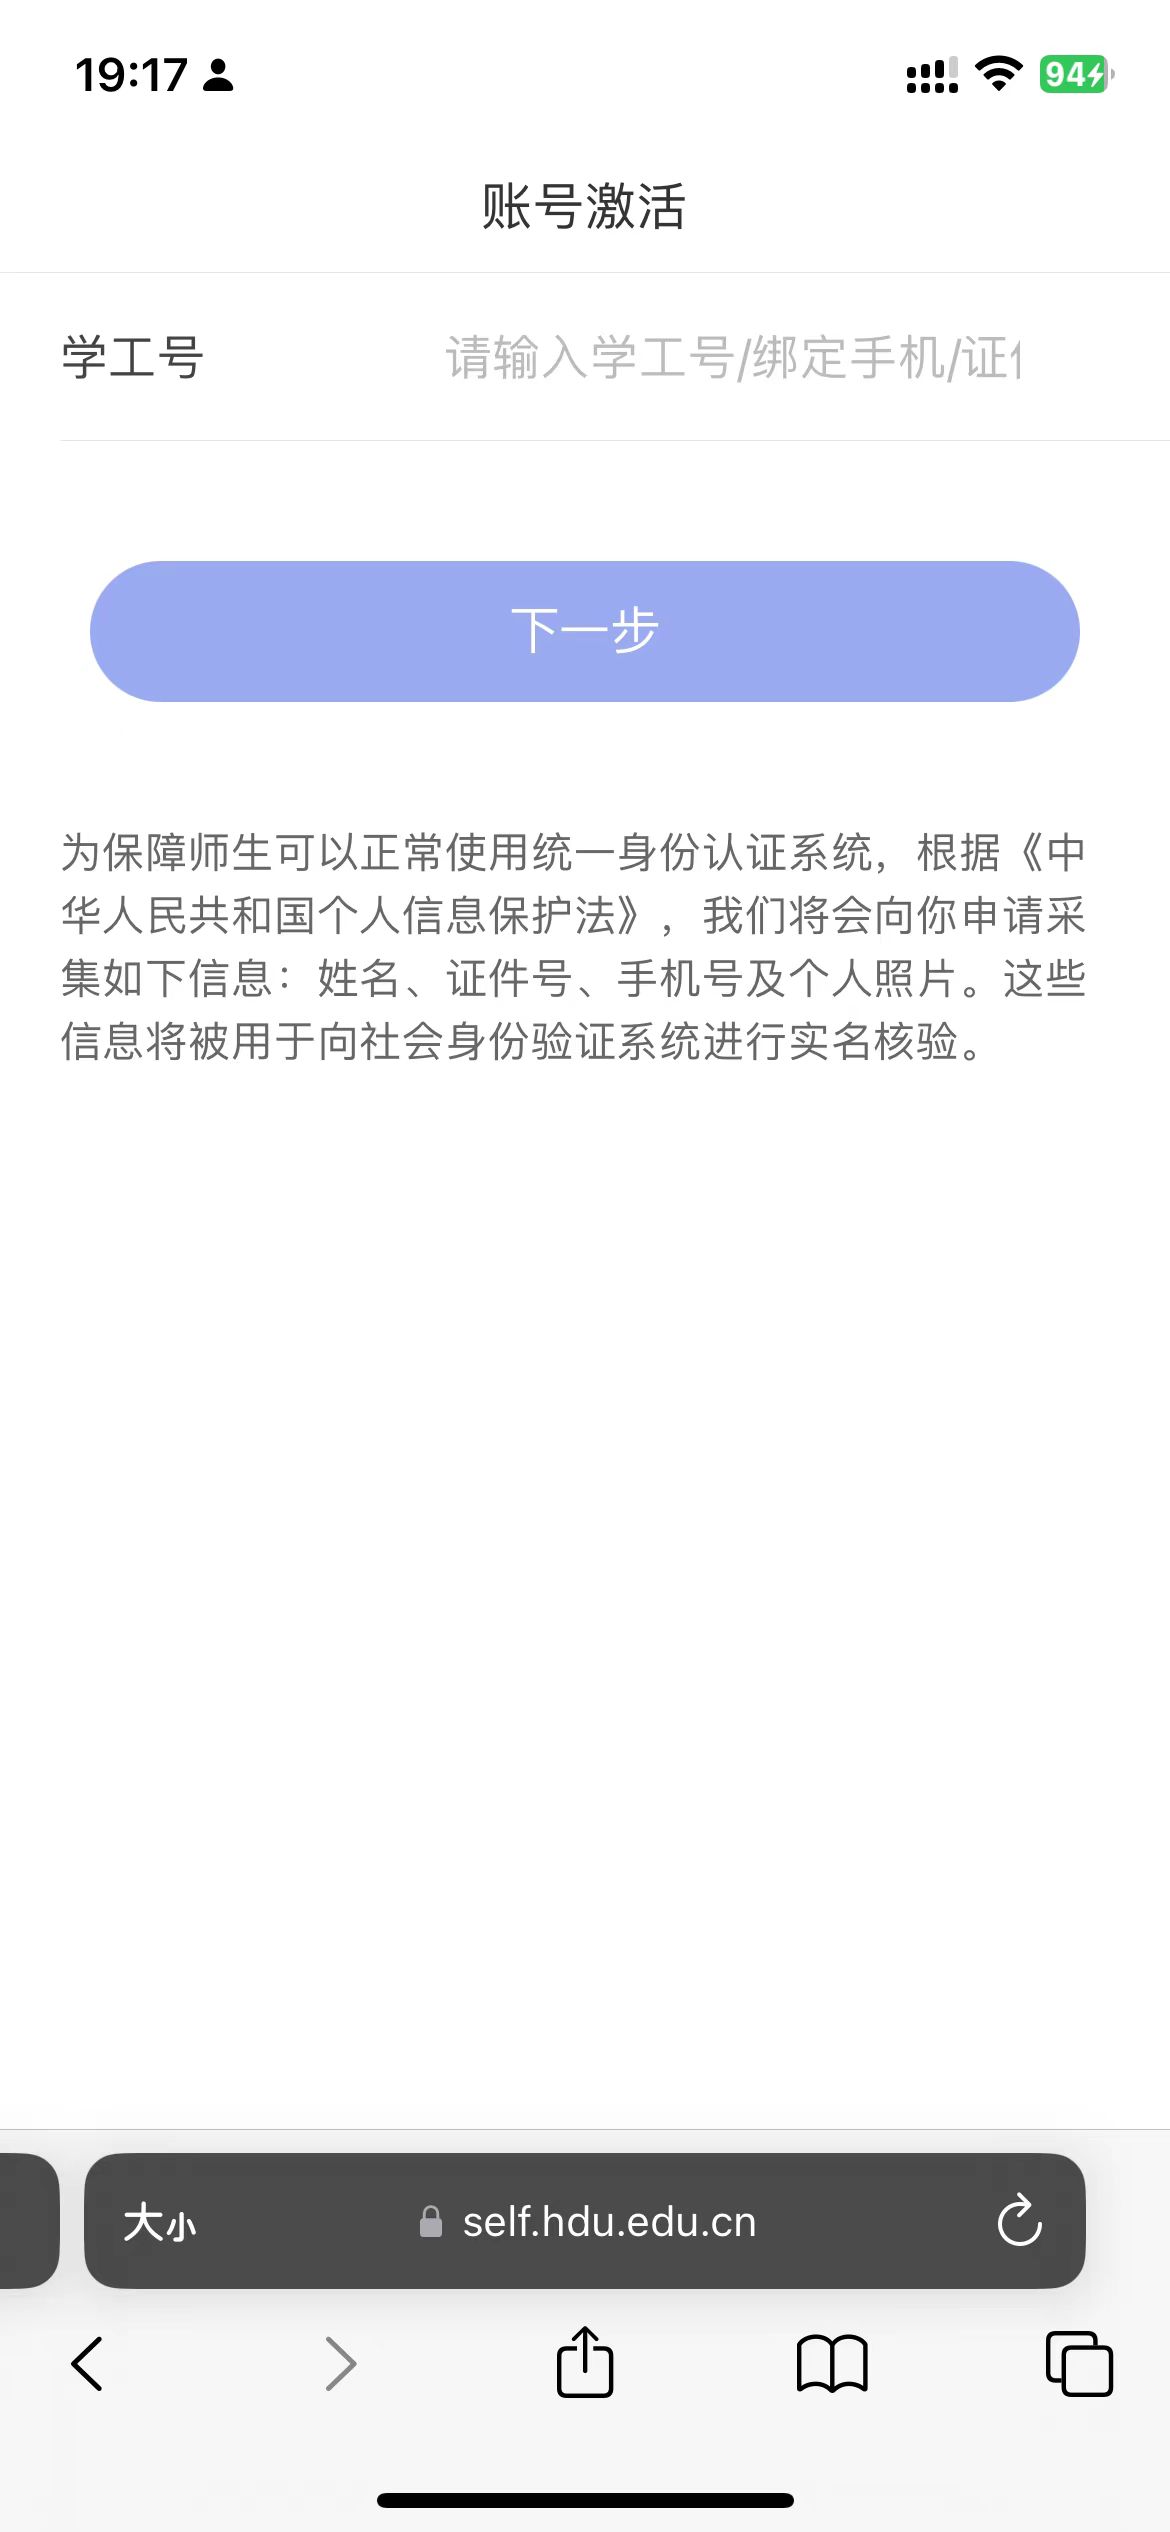 19:17
94
账号激活
学工号
请输入学工号/绑定手机/证
下一步
为保障师生可以正常使用统一身份认证系统，根据《中
华人民共和国个人信息保护法》，我们将会向你申请采
集如下信息：姓名、证件号、手机号及个人照片。这些
信息将被用于向社会身份验证系统进行实名核验。
大小
self.hdu.edu.cn